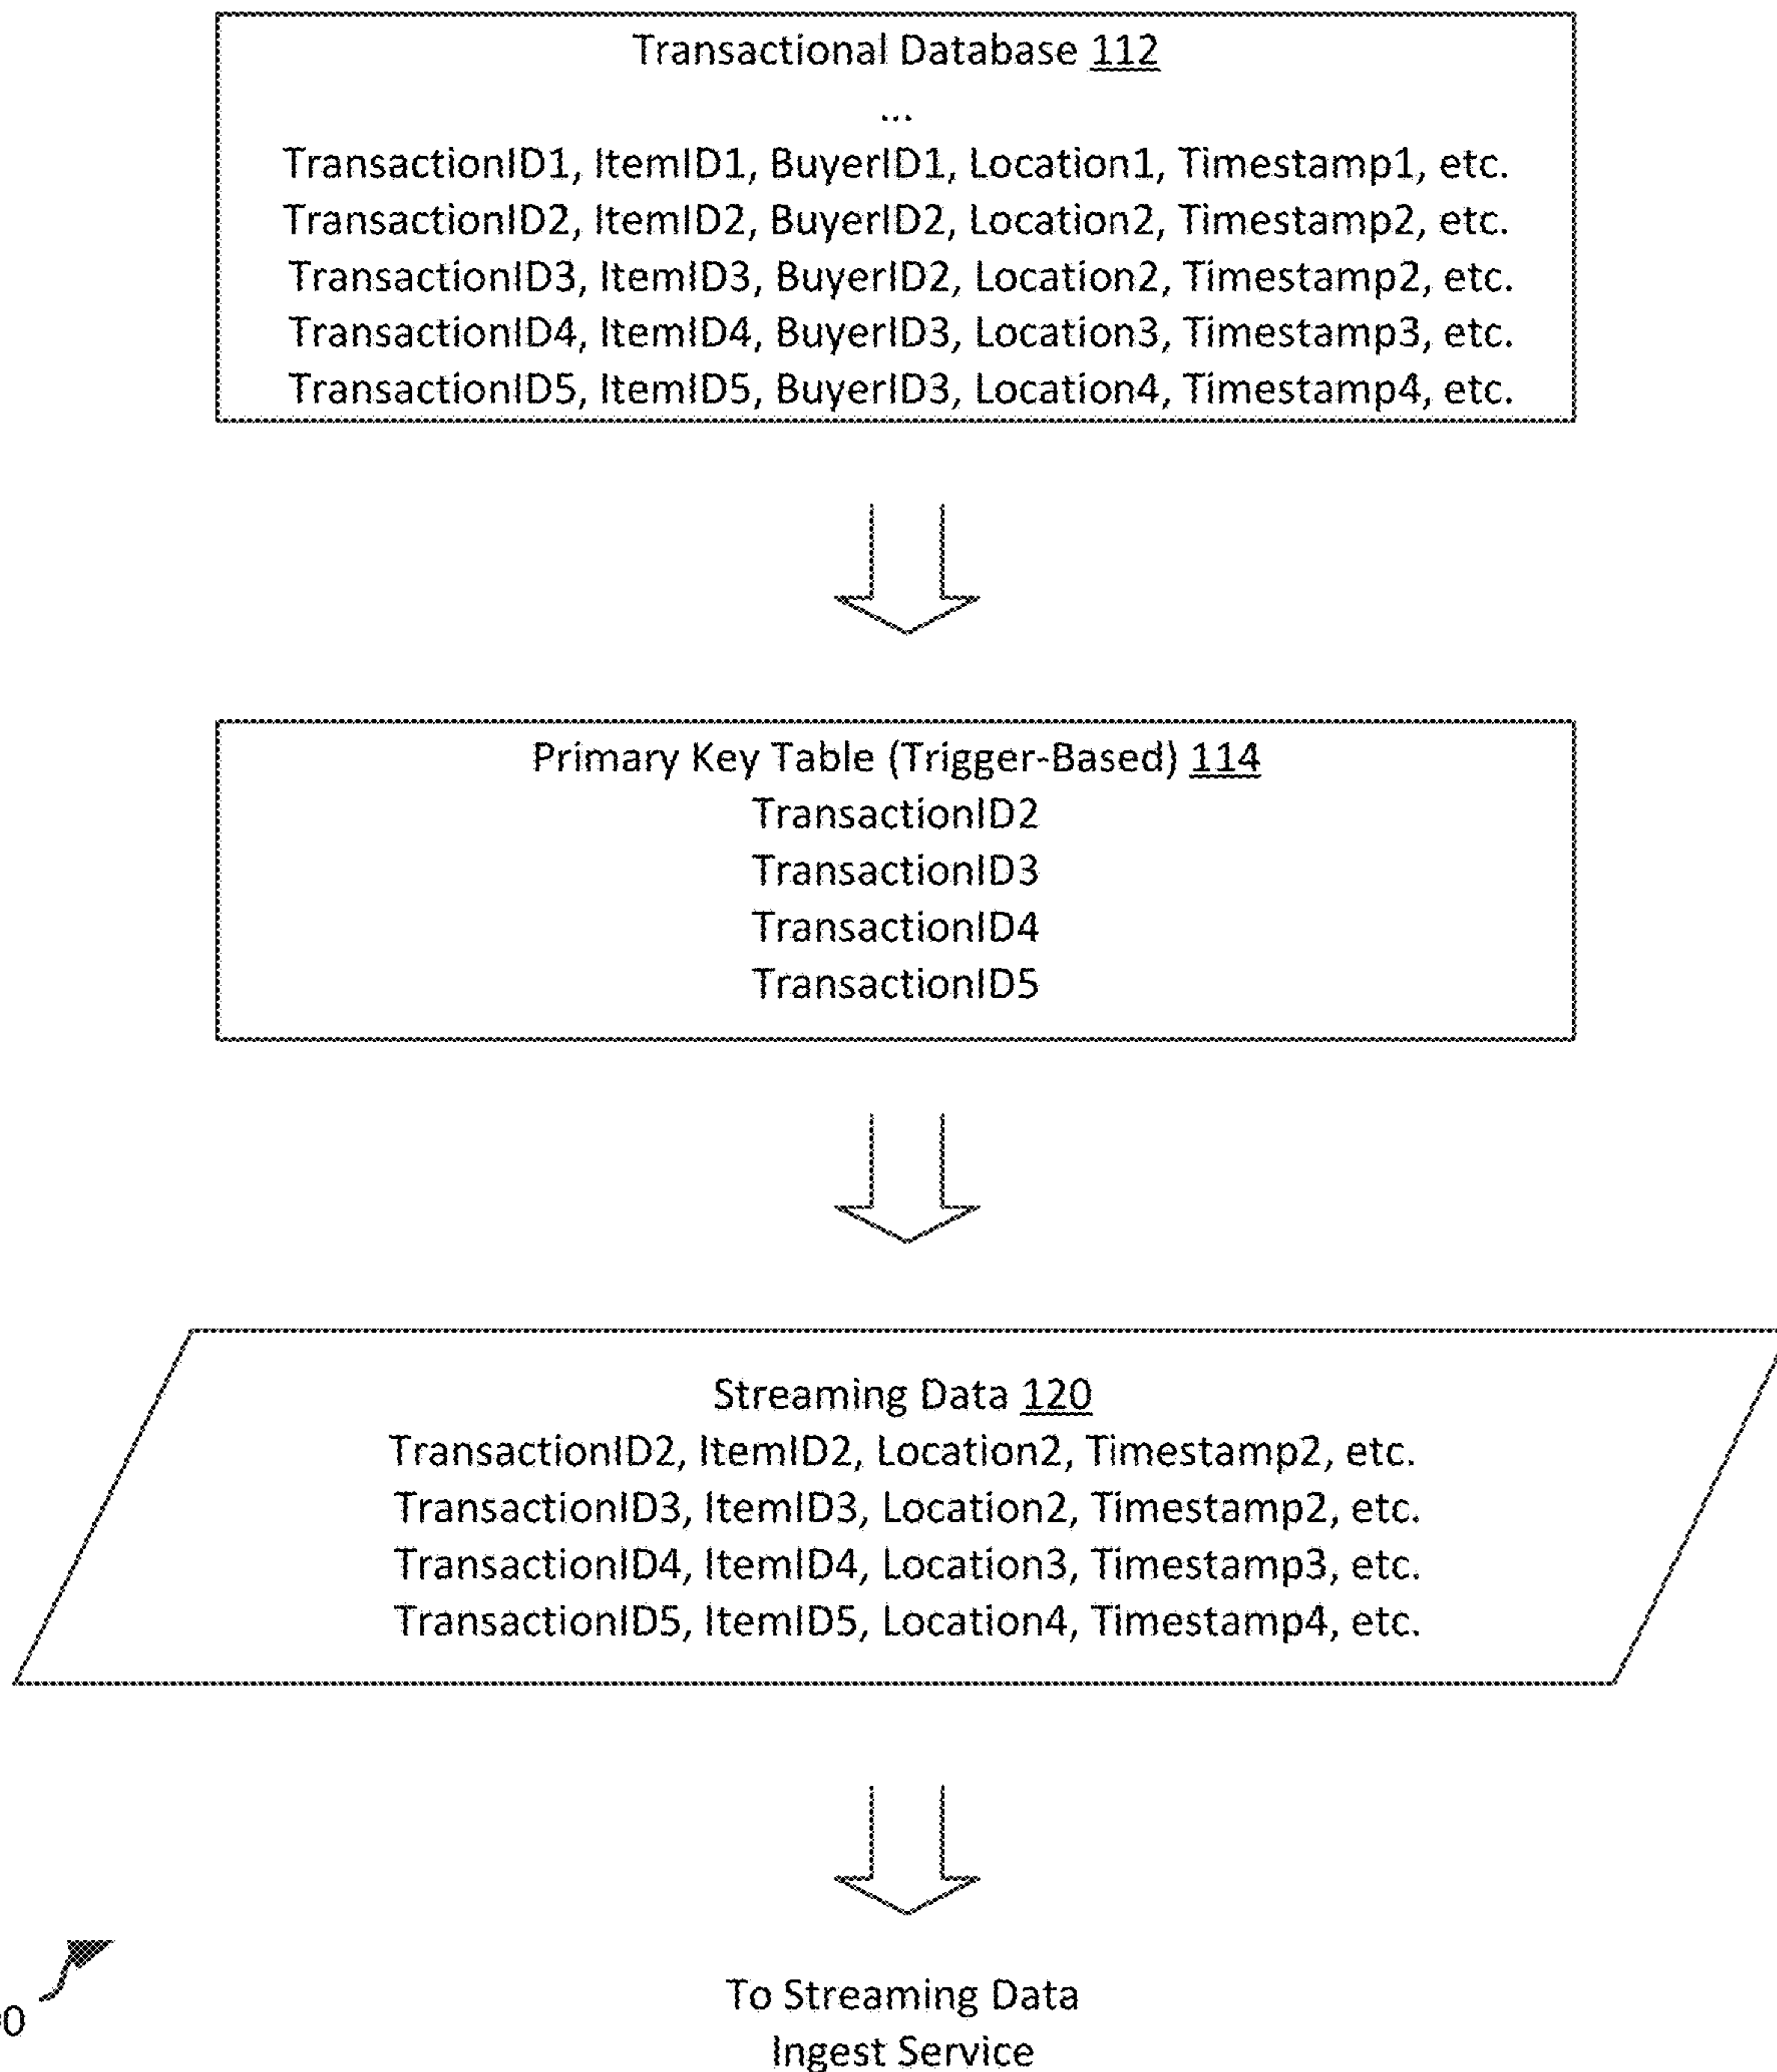 Transactional Database 112
...
TransactionID1, ItemID1, BuyerID1, Location1, Timestamp1, etc.
TransactionID2, ItemID2, BuyerID2, Location2, Timestamp2, etc.
TransactionID3, ItemID3, BuyerID2, Location2, Timestamp2, etc.
TransactionID4, ItemID4, BuyerID3, Location3, Timestamp3, etc.
TransactionID5, ItemID5, BuyerID3, Location4, Timestamp4, etc.
Primary Key Table (Trigger-Based) 114
TransactionID2
TransactionID3
TransactionID4
TransactionID5
Streaming Data 120
TransactionID2, ItemID2, Location2, Timestamp2, etc.
TransactionID3, ItemID3, Location2, Timestamp2, etc.
TransactionID4, ItemID4, Location3, Timestamp3, etc.
TransactionID5, ItemID5, Location4, Timestamp4, etc.
To Streaming Data
Ingest Service